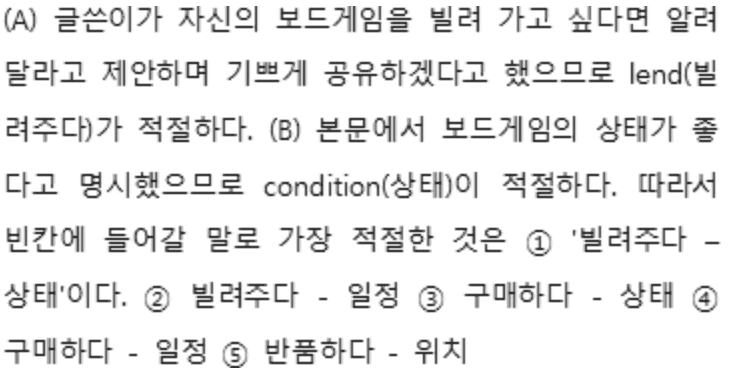 (A) 글쓴이가 자신의 보드게임을 빌려 가고 싶다면 알려
달라고 제안하며 기쁘게 공유하겠다고 했으므로 lend(빌
려주다)가 적절하다. (B) 본문에서 보드게임의 상태가 좋
다고 명시했으므로 condition(상태)이 적절하다. 따라서
빈칸에 들어갈 말로 가장 적절한 것은 ① '빌려주다 –
상태'이다. ② 빌려주다 - 일정 ③ 구매하다 - 상태 ④
구매하다 - 일정 ⑤ 반품하다 - 위치